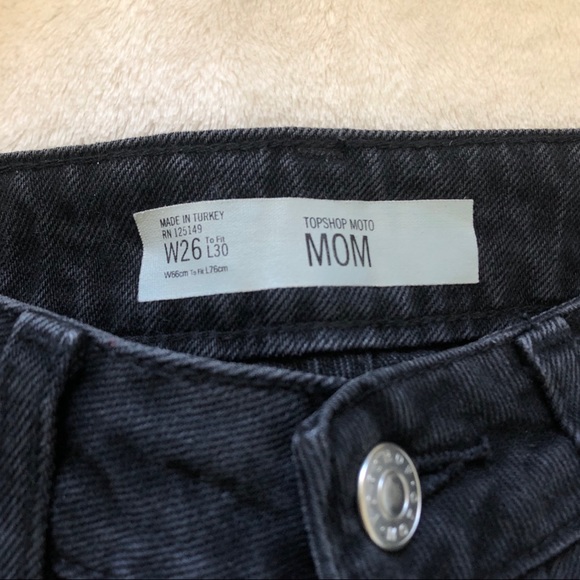 MADE IN TURKEY
RN 125149
W26 To Fit L30
W66cm To Fit L76cm
TOPSHOP MOTO
MOM